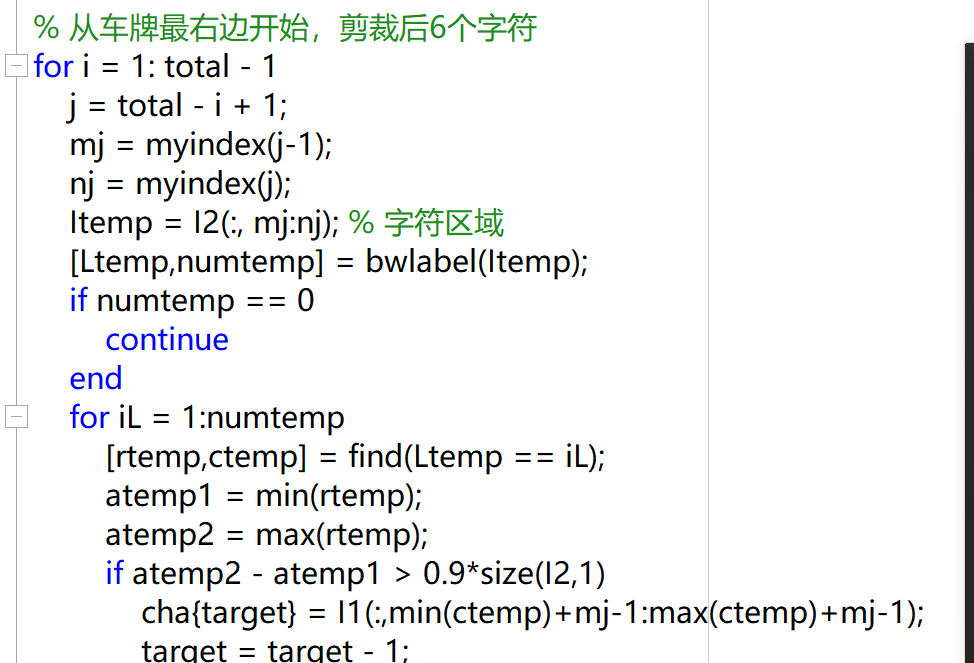 % 从车牌最右边开始，剪裁后6个字符
for i = 1: total - 1
j = total - i + 1;
mj = myindex(j-1);
nj = myindex(j);
Itemp = I2(:, mj:nj); % 字符区域
[Ltemp,numtemp] = bwlabel(Itemp);
if numtemp == 0
continue
end
for iL = 1:numtemp
[rtemp,ctemp] = find(Ltemp == iL);
atemp1 = min(rtemp);
atemp2 = max(rtemp);
if atemp2 - atemp1 > 0.9*size(I2,1)
cha{target} = I1(:,min(ctemp)+mj-1:max(ctemp)+mj-1);
target = target - 1;